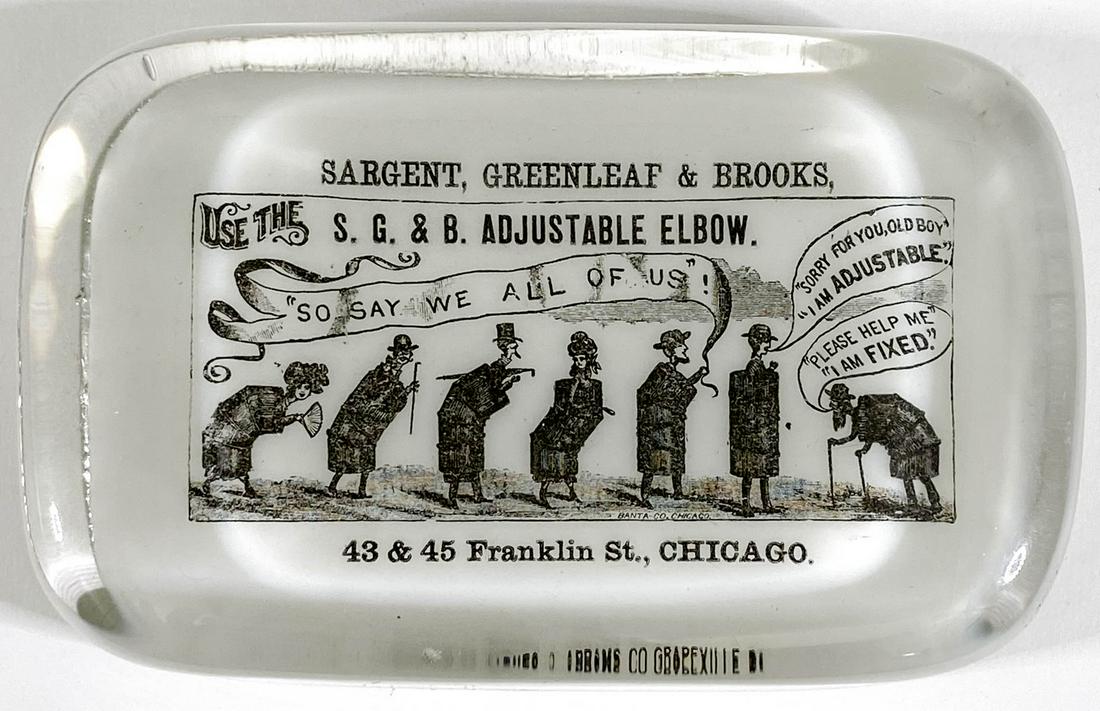 SARGENT, GREENLEAF & BROOKS,
USE THE
S. G. & B. ADJUSTABLE ELBOW.
"SO SAY WE ALL OF US"!
"SORRY FOR YOU, OLD BOY"
"I AM ADJUSTABLE."
"PLEASE HELP ME"
"I AM FIXED."
BANTA-CO. CHICAGO.
43 & 45 Franklin St., CHICAGO.
CO